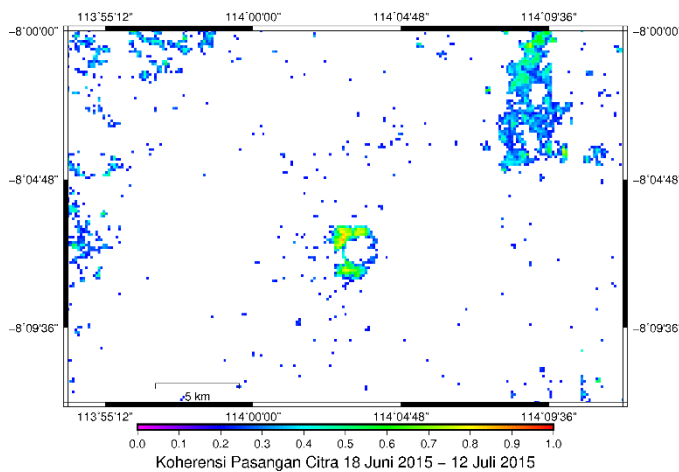 113˚55'12" 114˚00'00" 114˚04'48" 114˚09'36"
−8˚00'00" −8˚00'00"
−8˚04'48" −8˚04'48"
−8˚09'36" −8˚09'36"
5 km
113˚55'12" 114˚00'00" 114˚04'48" 114˚09'36"
0.0 0.1 0.2 0.3 0.4 0.5 0.6 0.7 0.8 0.9 1.0
Koherensi Pasangan Citra 18 Juni 2015 − 12 Juli 2015